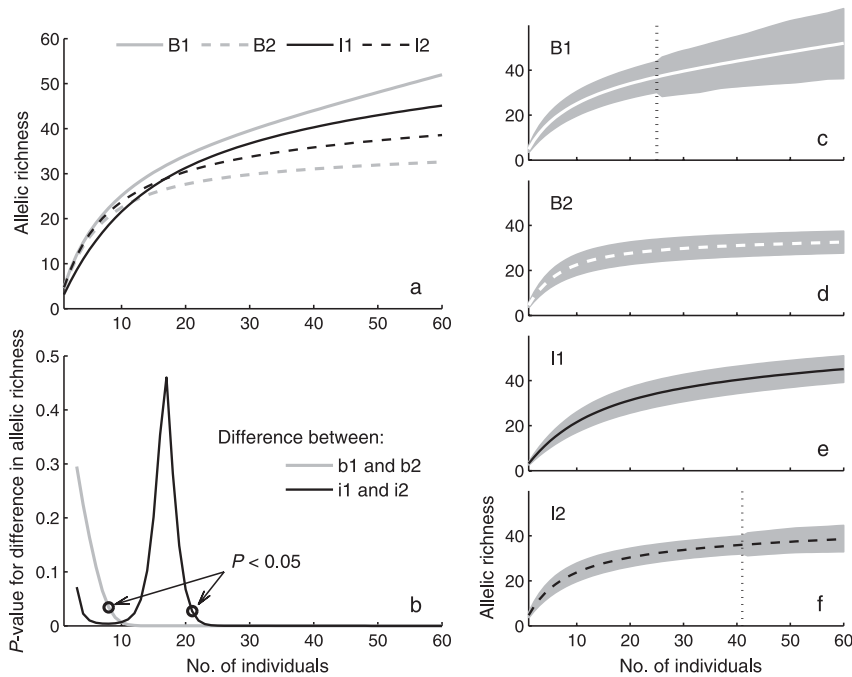 B1 B2 I1 I2
Allelic richness
60
50
40
30
20
10
0
10 20 30 40 50 60
a
P-value for difference in allelic richness
0.5
0.4
0.3
0.2
0.1
0
Difference between:
b1 and b2
i1 and i2
P < 0.05
b
10 20 30 40 50 60
No. of individuals
B1
40
20
0
c
B2
40
20
0
d
I1
40
20
0
e
I2
Allelic richness
40
20
0
f
10 20 30 40 50 60
No. of individuals